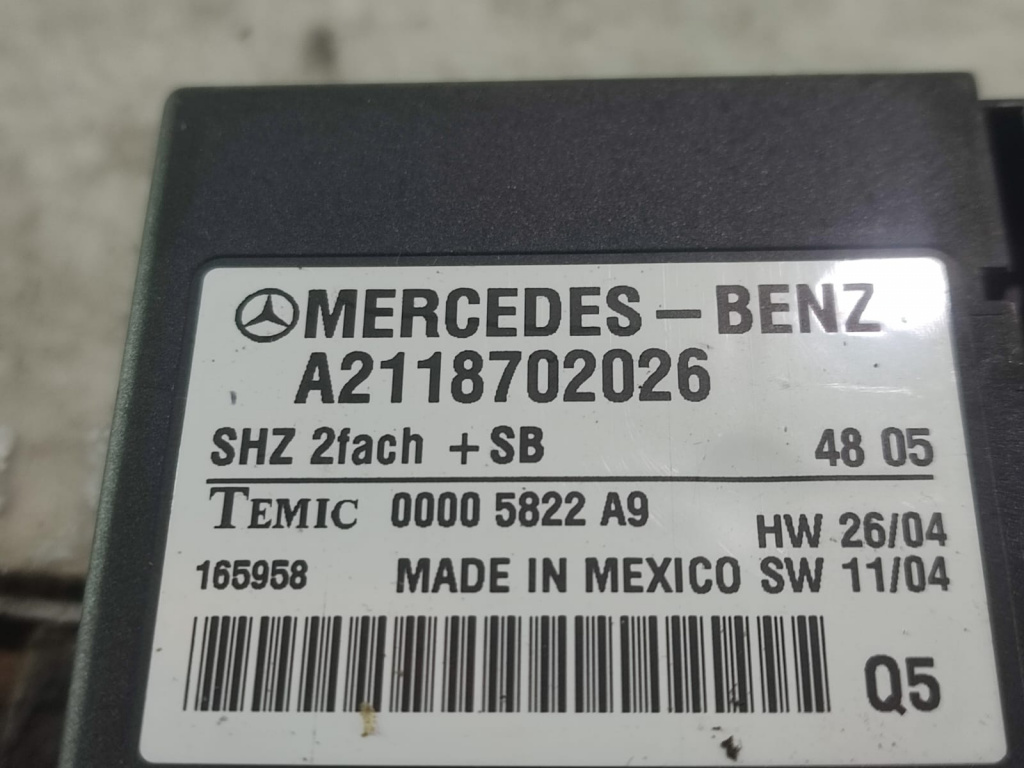 MERCEDES-BENZ
A2118702026
SHZ 2fach +SB 48 05
TEMIC 0000 5822 A9
HW 26/04
165958 MADE IN MEXICO SW 11/04
Q5